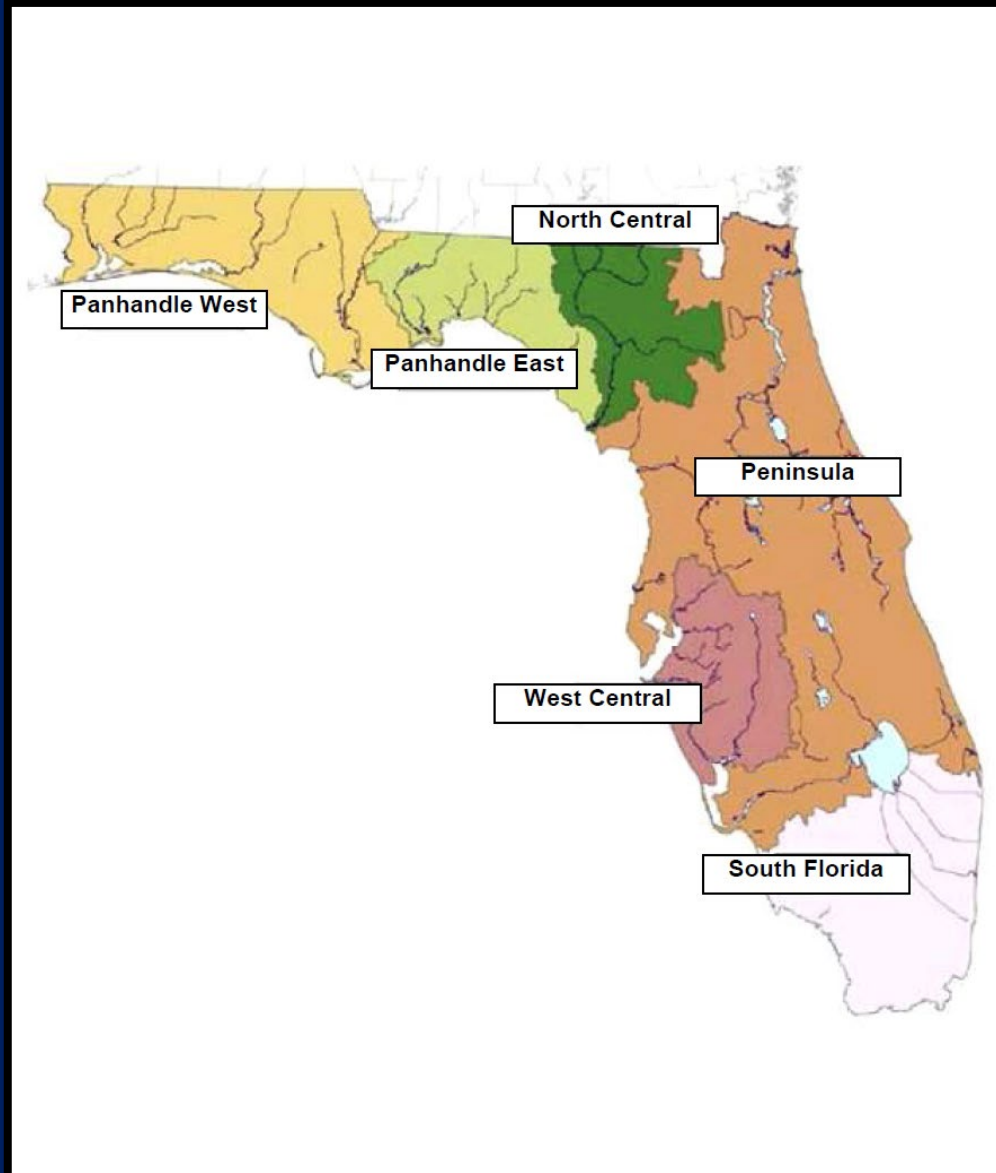 North Central
Panhandle West
Panhandle East
Peninsula
West Central
South Florida